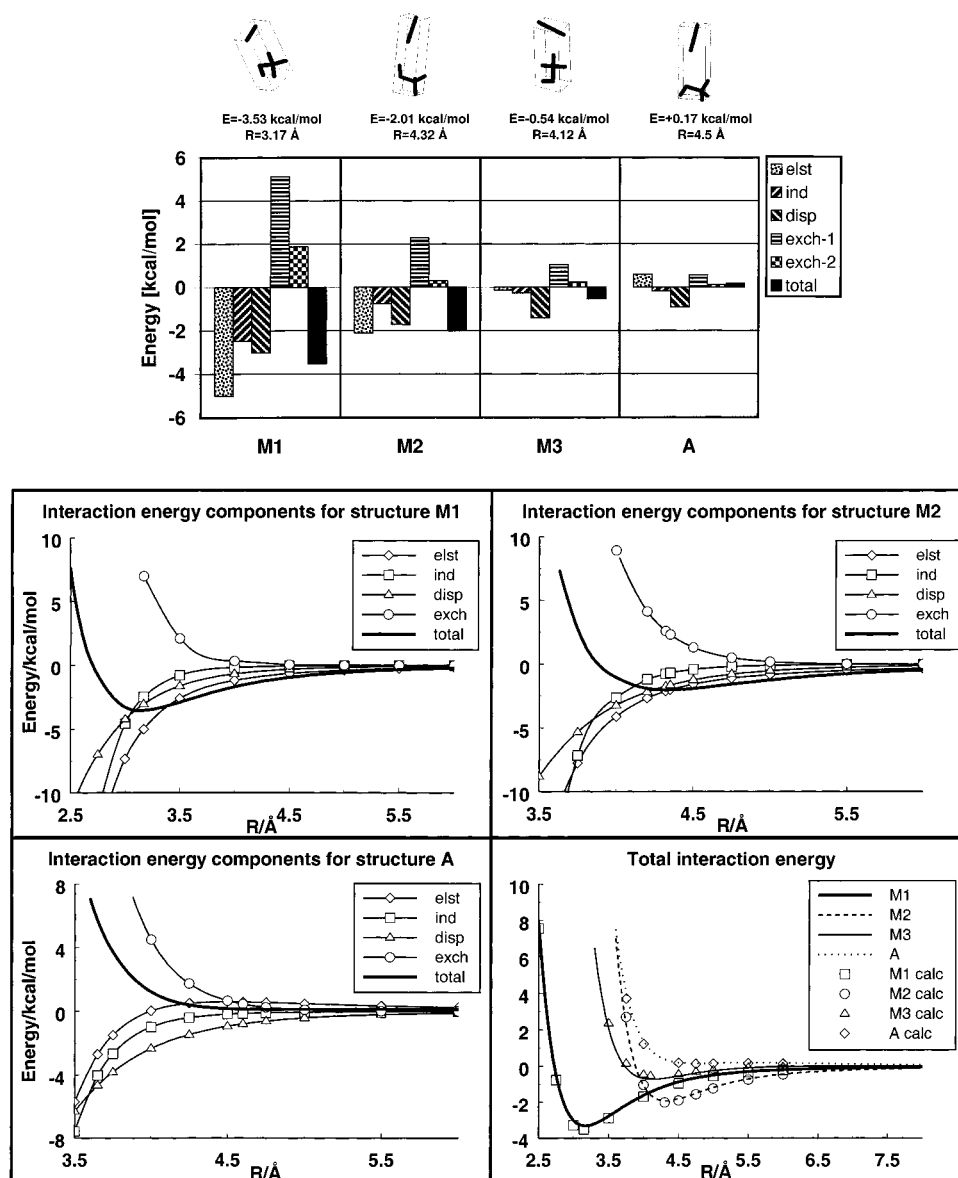 E=-3.53 kcal/mol E=-2.01 kcal/mol E=-0.54 kcal/mol E=+0.17 kcal/mol
R=3.17 Å R=4.32 Å R=4.12 Å R=4.5 Å
Energy [kcal/mol]
6
4
2
0
-2
-4
-6
elst
ind
disp
exch-1
exch-2
total
M1 M2 M3 A
Interaction energy components for structure M1
Energy/kcal/mol
10
5
0
-5
-10
elst
ind
disp
exch
total
2.5 3.5 4.5 5.5
R/Å
Interaction energy components for structure M2
10
5
0
-5
-10
elst
ind
disp
exch
total
3.5 4.5 5.5
R/Å
Interaction energy components for structure A
Energy/kcal/mol
8
4
0
-4
-8
elst
ind
disp
exch
total
3.5 4.5 5.5
R/Å
Total interaction energy
10
8
6
4
2
0
-2
-4
M1
M2
M3
A
M1 calc
M2 calc
M3 calc
A calc
2.5 3.5 4.5 5.5 6.5 7.5
R/Å